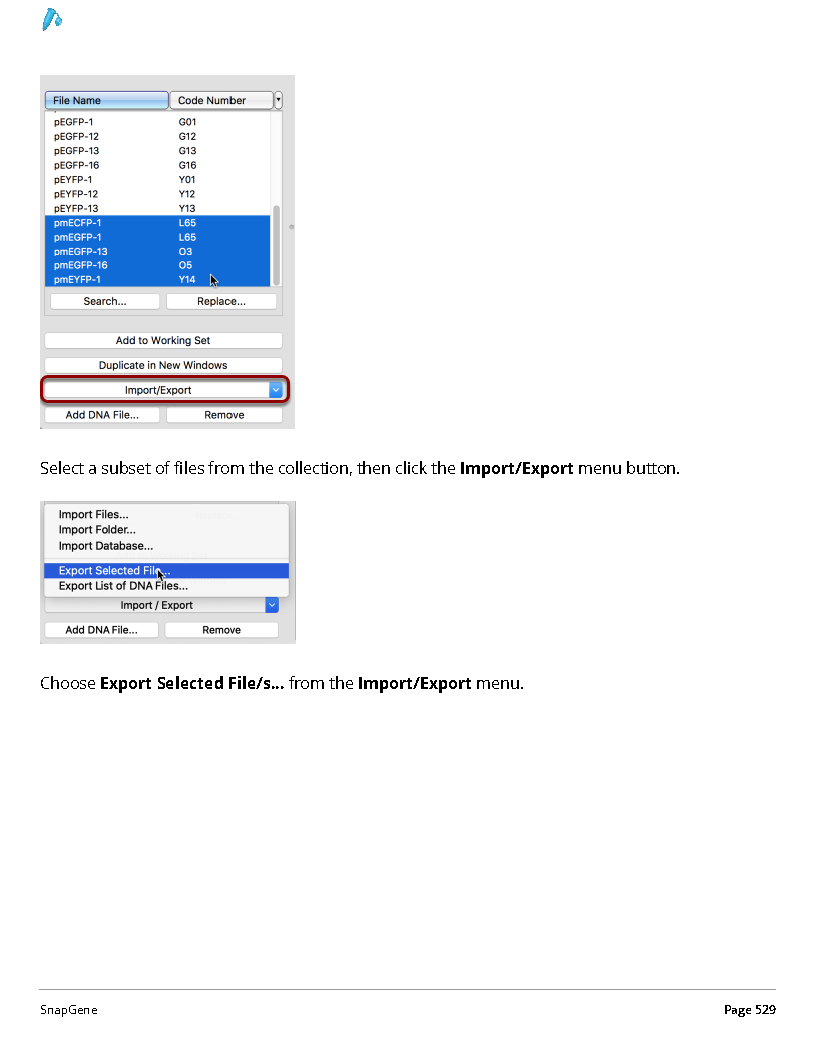 File Name Code Number
pEGFP-1 G01
pEGFP-12 G12
pEGFP-13 G13
pEGFP-16 G16
pEYFP-1 Y01
pEYFP-12 Y12
pEYFP-13 Y13
pmECFP-1 L65
pmEGFP-1 L65
pmEGFP-13 O3
pmEGFP-16 O5
pmEYFP-1 Y14
Search... Replace...
Add to Working Set
Duplicate in New Windows
Import/Export
Add DNA File... Remove
Select a subset of files from the collection, then click the Import/Export menu button.
Import Files...
Import Folder...
Import Database...
Export Selected File...
Export List of DNA Files...
Import / Export
Add DNA File... Remove
Choose Export Selected File/s... from the Import/Export menu.
SnapGene Page 529